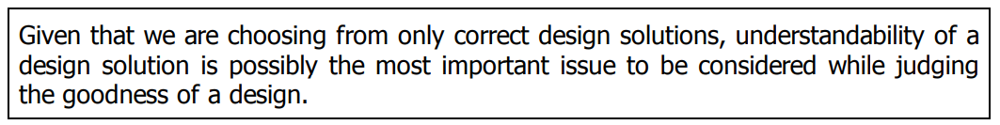 Given that we are choosing from only correct design solutions, understandability of a
design solution is possibly the most important issue to be considered while judging
the goodness of a design.